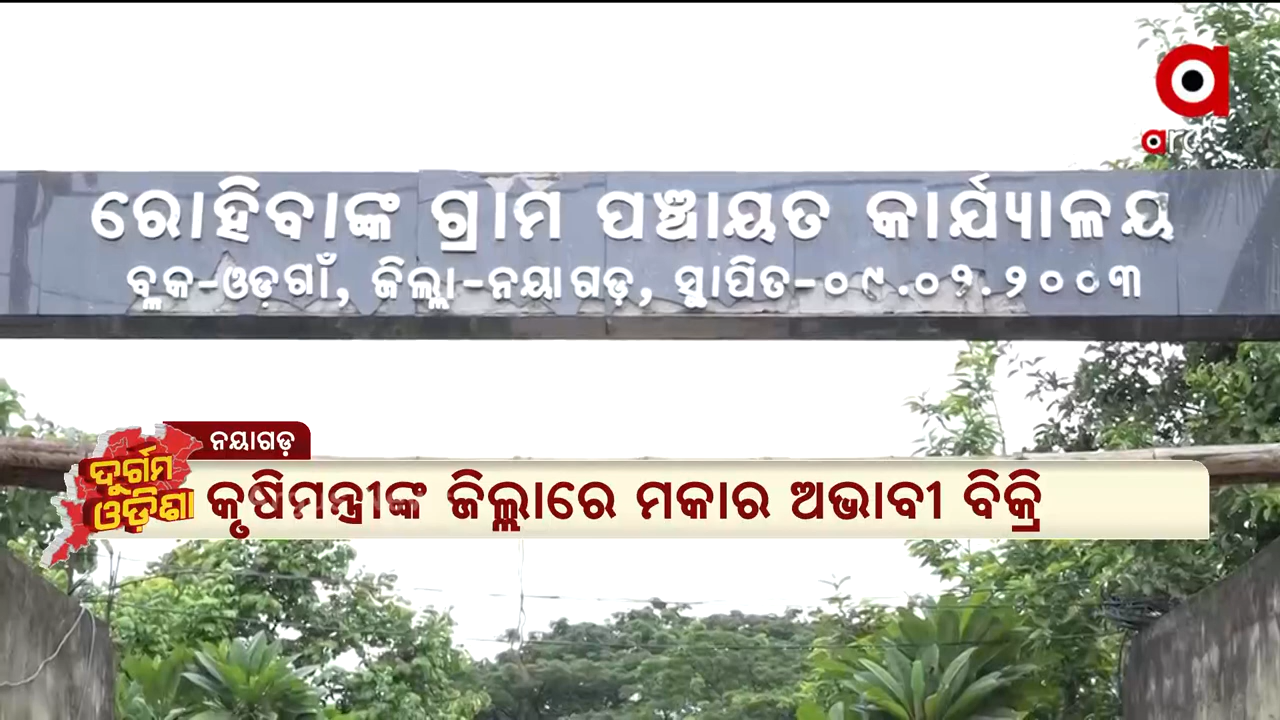 ରୋହିବାଙ୍କ ଗ୍ରାମ ପଞ୍ଚାୟତ କାର୍ଯ୍ୟାଳୟ
ବ୍ଲକ-ଓଡ଼ଗାଁ, ଜିଲ୍ଲା-ନୟାଗଡ଼, ସ୍ଥାପିତ-୦୯.୦୨.୨୦୦୩
ନୟାଗଡ଼
ଦୁର୍ଗମ
ଓଡ଼ିଶା
କୃଷିମନ୍ତ୍ରୀଙ୍କ ଜିଲ୍ଲାରେ ମକାର ଅଭାବୀ ବିକ୍ରି